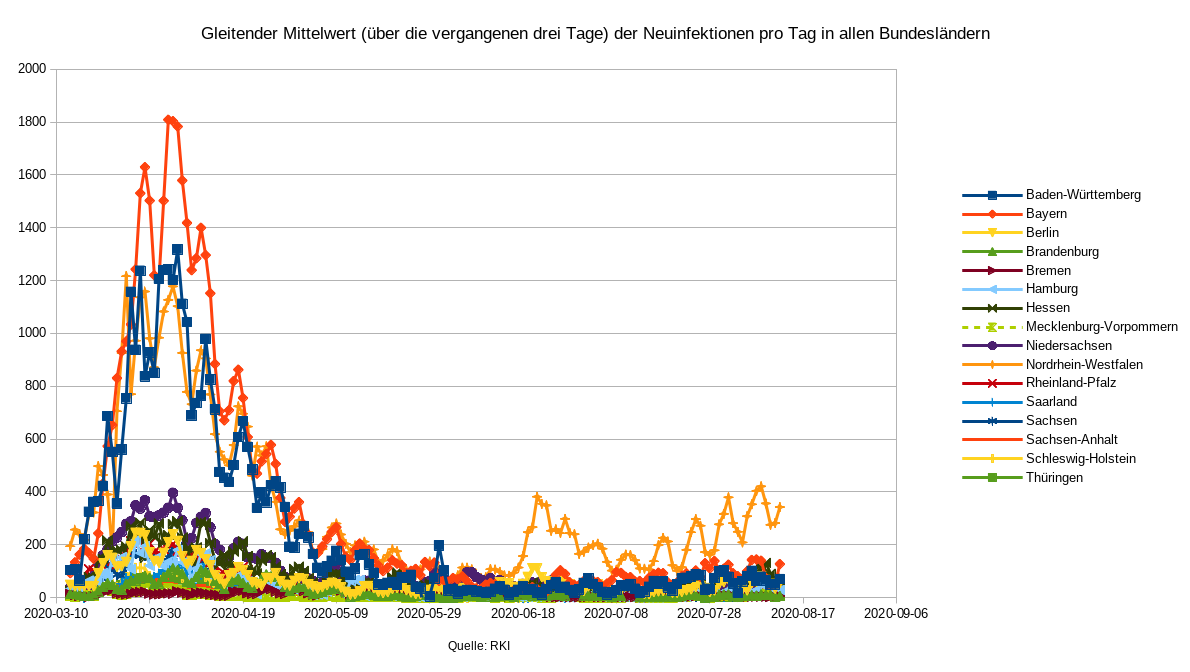 Gleitender Mittelwert (über die vergangenen drei Tage) der Neuinfektionen pro Tag in allen Bundesländern
2000
1800
1600
1400
1200
1000
800
600
400
200
0
2020-03-10 2020-03-30 2020-04-19 2020-05-09 2020-05-29 2020-06-18 2020-07-08 2020-07-28 2020-08-17 2020-09-06
Quelle: RKI
Baden-Württemberg
Bayern
Berlin
Brandenburg
Bremen
Hamburg
Hessen
Mecklenburg-Vorpommern
Niedersachsen
Nordrhein-Westfalen
Rheinland-Pfalz
Saarland
Sachsen
Sachsen-Anhalt
Schleswig-Holstein
Thüringen